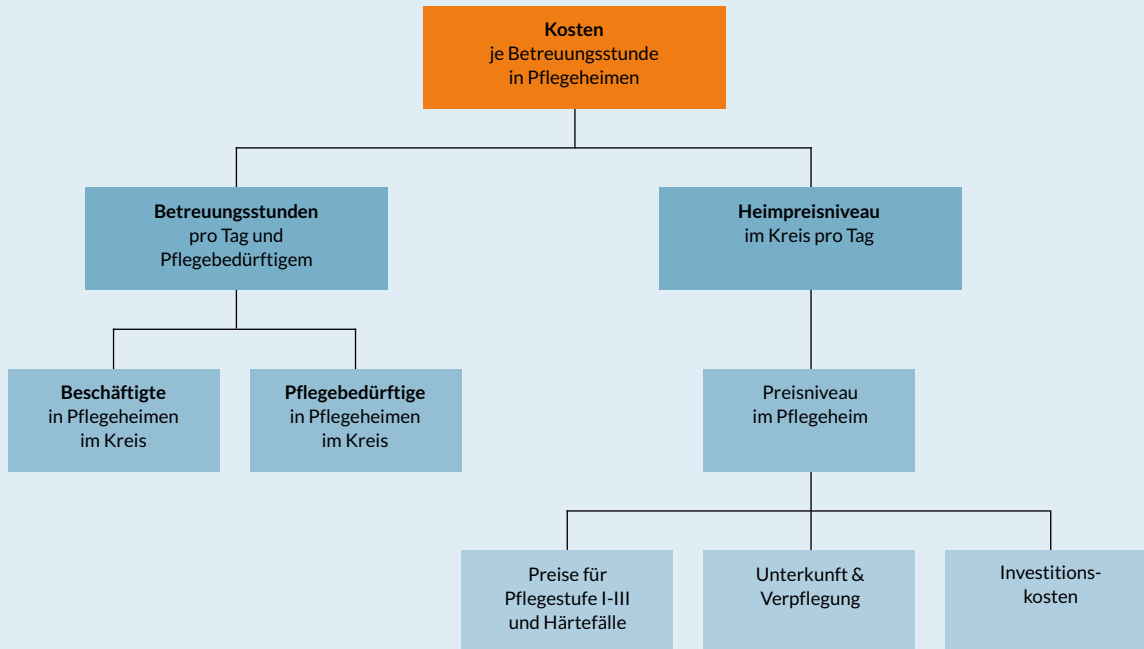 Kosten
je Betreuungsstunde
in Pflegeheimen
Betreuungsstunden
pro Tag und
Pflegebedürftigem
Heimpreisniveau
im Kreis pro Tag
Beschäftigte
in Pflegeheimen
im Kreis
Pflegebedürftige
in Pflegeheimen
im Kreis
Preisniveau
im Pflegeheim
Preise für
Pflegestufe I-III
und Härtefälle
Unterkunft &
Verpflegung
Investitions-
kosten